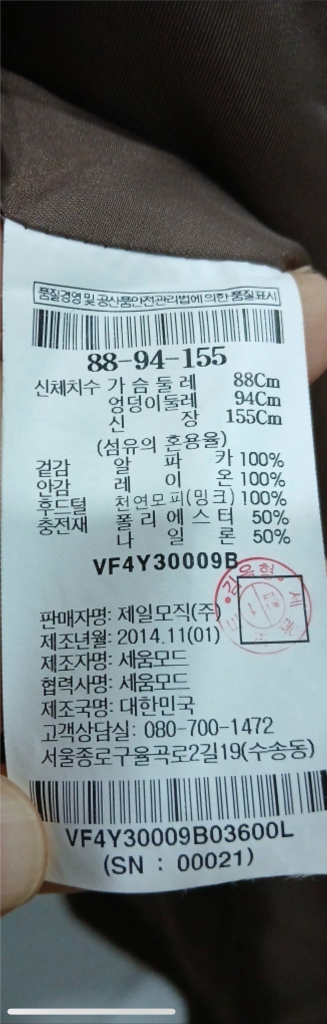 품질경영 및 공산품안전관리법에 의한 품질표시
88-94-155
신체치수 가슴둘레 88Cm
엉덩이둘레 94Cm
신장 155Cm
(섬유의 혼용율)
겉감 알파카 100%
안감 레이온 100%
후드털 천연모피(밍크) 100%
충전재 폴리에스터 50%
나일론 50%
VF4Y30009B
판매자명: 제일모직(주)
제조년월: 2014.11(01)
제조자명: 세움모드
협력사명: 세움모드
제조국명: 대한민국
고객상담실: 080-700-1472
서울종로구율곡로2길19(수송동)
VF4Y30009B03600L
(SN : 00021)